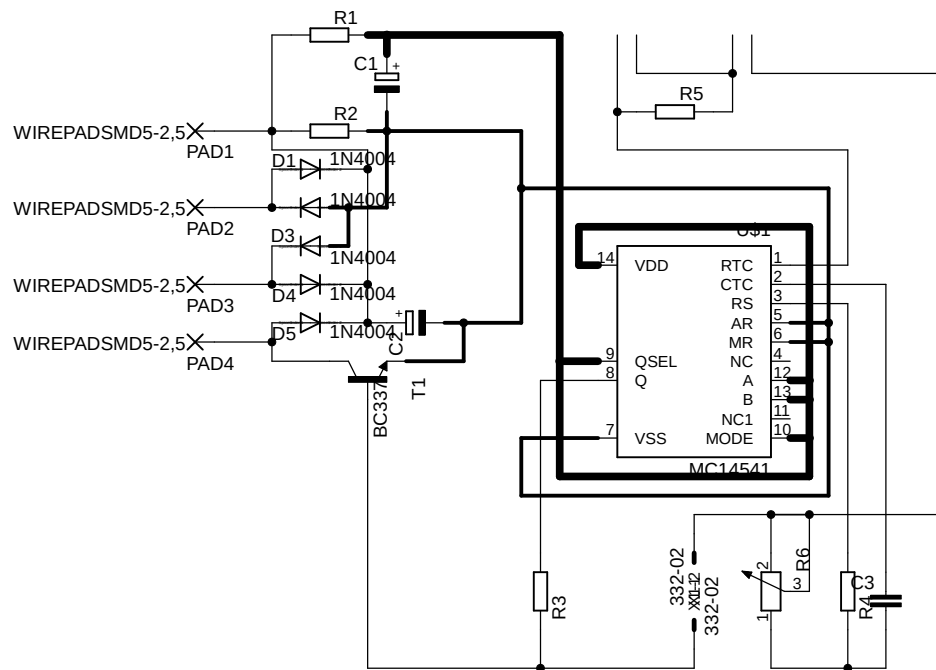 R1
C1
+
R2
R5
WIREPADSMD5-2,5
PAD1
D1
1N4004
WIREPADSMD5-2,5
1N4004
PAD2
D3
1N4004
WIREPADSMD5-2,5
D4
1N4004
PAD3
+
D5
1N4004
C2
WIREPADSMD5-2,5
PAD4
BC337
T1
U$1
14 VDD RTC 1
CTC 2
RS 3
AR 5
MR 6
9 QSEL NC 4
8 Q A 12
B 13
NC1 11
7 VSS MODE 10
MC14541
332-02
332-02
R3
R6
2
3
1
R4
C3